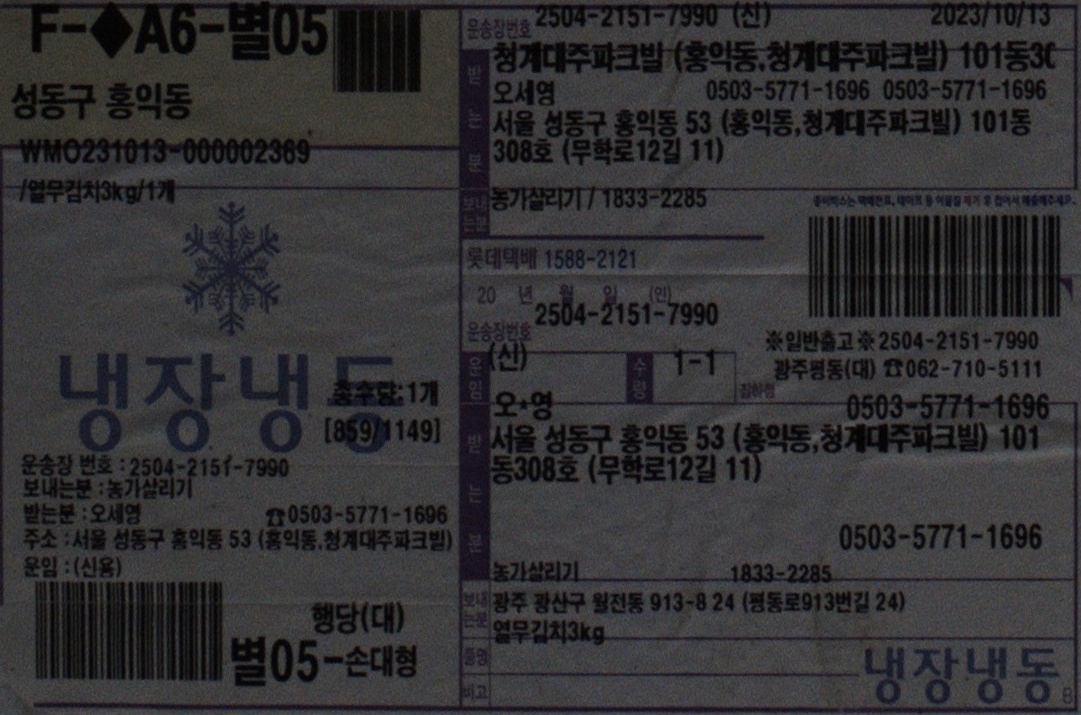 F-◆A6-별05
성동구 홍익동
WMO231013-000002369
/열무김치3kg/1개
냉장냉동
총수량:1개
[859/1149]
운송장 번호 : 2504-2151-7990
보내는분 : 농가살리기
받는분 : 오세영 ☎0503-5771-1696
주소 : 서울 성동구 홍익동 53 (홍익동,청계대주파크빌)
운임 : (신용)
행당(대)
별05-손대형
운송장번호 2504-2151-7990 (신) 2023/10/13
받는분
청계대주파크빌 (홍익동,청계대주파크빌) 101동30
오세영 0503-5771-1696 0503-5771-1696
서울 성동구 홍익동 53 (홍익동,청계대주파크빌) 101동
308호 (무학로12길 11)
보내는분 농가살리기 / 1833-2285
롯데택배 1588-2121
20 년 월 일 (인)
운송장번호 2504-2151-7990
(신)
※일반출고※2504-2151-7990
광주평동(대) ☎062-710-5111
운임 수량 1-1 집하점
받는분
오*영 0503-5771-1696
서울 성동구 홍익동 53 (홍익동,청계대주파크빌) 101
동308호 (무학로12길 11)
0503-5771-1696
농가살리기 1833-2285
보내는분 광주 광산구 월전동 913-8 24 (평동로913번길 24)
열무김치3kg
품명
비고
냉장냉동
B